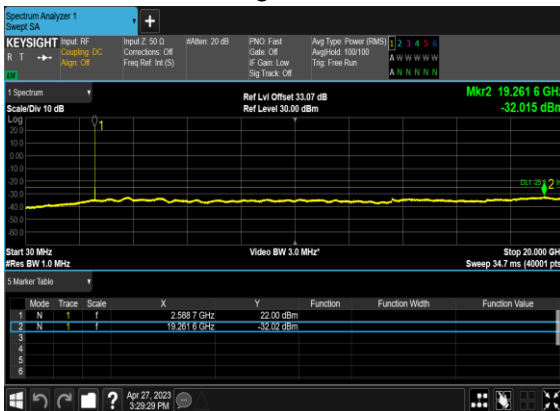 Spectrum Analyzer 1
Swept SA
+
KEYSIGHT
R T
LV
Input: RF
Coupling: DC
Align: Off
Input Z: 50 Ω
Corrections: Off
Freq Ref: Int (S)
#Atten: 20 dB
PNO: Fast
Gate: Off
IF Gain: Low
Sig Track: Off
Avg Type: Power (RMS)
Avg|Hold: 100/100
Trig: Free Run
1 2 3 4 5 6
A W W W W W
A N N N N N
1 Spectrum
Scale/Div 10 dB
Log
Ref Lvl Offset 33.07 dB
Ref Level 30.00 dBm
Mkr2 19.261 6 GHz
-32.015 dBm
20.0
10.0
0.00
-10.0
-20.0
-30.0
-40.0
-50.0
-60.0
1
2
Start 30 MHz
#Res BW 1.0 MHz
Video BW 3.0 MHz*
Stop 20.000 GH
Sweep 34.7 ms (40001 pts
5 Marker Table
Mode Trace Scale X Y Function Function Width Function Value
1 N 1 f 2.588 7 GHz 22.00 dBm
2 N 1 f 19.261 6 GHz -32.02 dBm
3
4
5
6
?
Apr 27, 2023
3:29:29 PM